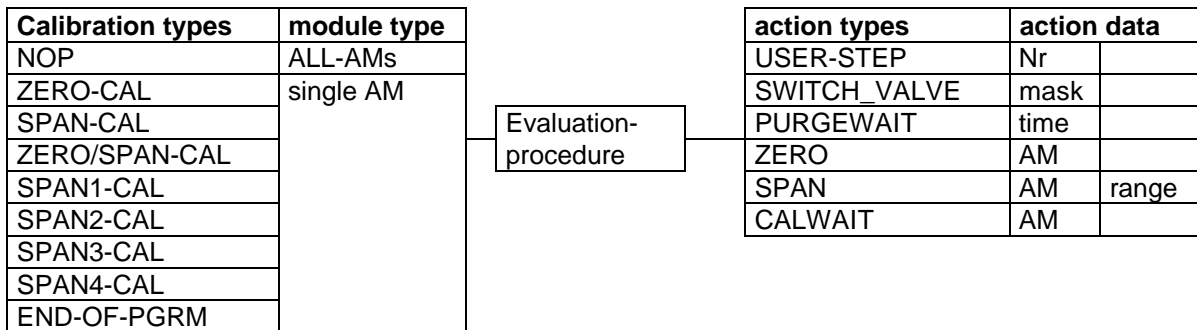 Calibration types module type
NOP ALL-AMs
ZERO-CAL single AM
SPAN-CAL
ZERO/SPAN-CAL
SPAN1-CAL
SPAN2-CAL
SPAN3-CAL
SPAN4-CAL
END-OF-PGRM
Evaluation-
procedure
action types action data
USER-STEP Nr
SWITCH_VALVE mask
PURGEWAIT time
ZERO AM
SPAN AM range
CALWAIT AM